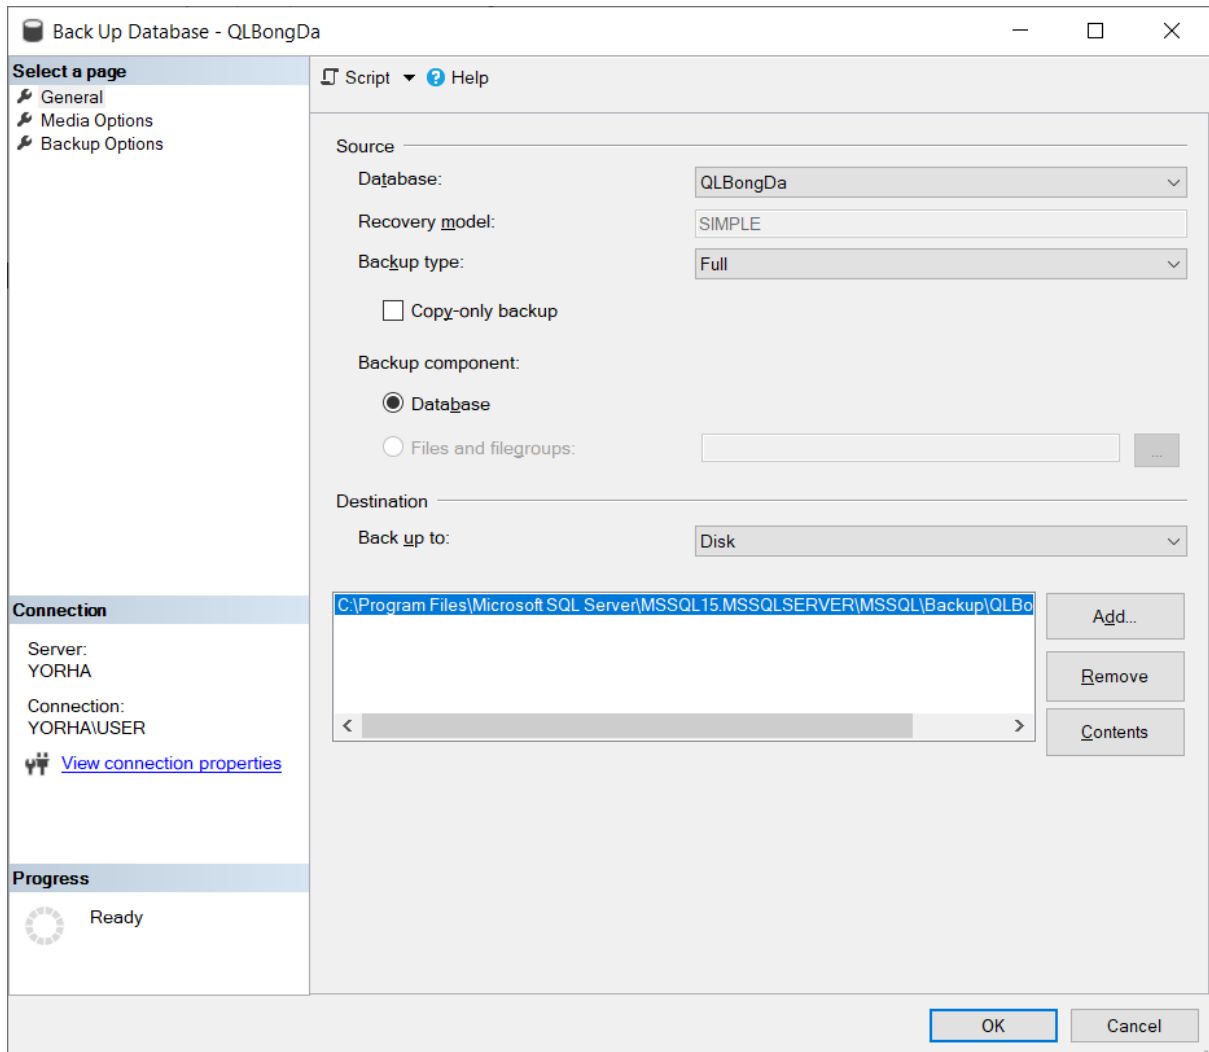 Back Up Database - QLBongDa
Select a page
General
Media Options
Backup Options
Script Help
Source
Database: QLBongDa
Recovery model: SIMPLE
Backup type: Full
Copy-only backup
Backup component:
Database
Files and filegroups: ...
Destination
Back up to: Disk
C:\Program Files\Microsoft SQL Server\MSSQL15.MSSQLSERVER\MSSQL\Backup\QLBo
Add...
Remove
Contents
Connection
Server:
YORHA
Connection:
YORHA\USER
View connection properties
Progress
Ready
OK Cancel